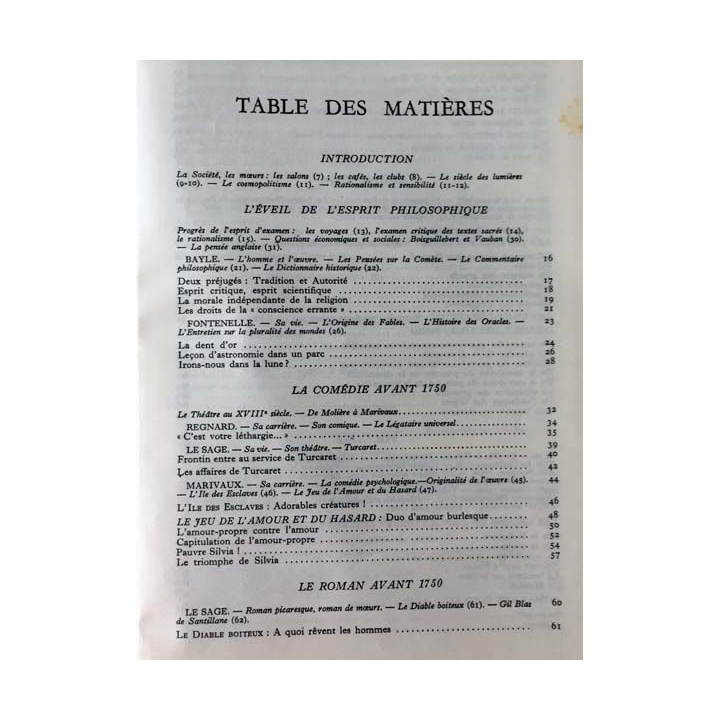 TABLE DES MATIÈRES
INTRODUCTION
La Société, les mœurs : les salons (7) ; les cafés, les clubs (8). — Le siècle des lumières
(9-10). — Le cosmopolitisme (11). — Rationalisme et sensibilité (11-12).
L'ÉVEIL DE L'ESPRIT PHILOSOPHIQUE
Progrès de l'esprit d'examen : les voyages (13), l'examen critique des textes sacrés (14),
le rationalisme (15). — Questions économiques et sociales : Boisguillebert et Vauban (30).
— La pensée anglaise (31).
BAYLE. — L'homme et l'œuvre. — Les Pensées sur la Comète. — Le Commentaire 16
philosophique (21). — Le Dictionnaire historique (22).
Deux préjugés : Tradition et Autorité 17
Esprit critique, esprit scientifique 18
La morale indépendante de la religion 19
Les droits de la « conscience errante » 21
FONTENELLE. — Sa vie. — L'Origine des Fables. — L'Histoire des Oracles. — 23
L'Entretien sur la pluralité des mondes (26).
La dent d'or 24
Leçon d'astronomie dans un parc 26
Irons-nous dans la lune ? 28
LA COMÉDIE AVANT 1750
Le Théâtre au XVIIIe siècle. — De Molière à Marivaux 32
REGNARD. — Sa carrière. — Son comique. — Le Légataire universel 34
« C'est votre léthargie... » 35
LE SAGE. — Sa vie. — Son théâtre. — Turcaret 39
Frontin entre au service de Turcaret 40
Les affaires de Turcaret 42
MARIVAUX. — Sa carrière. — La comédie psychologique.—Originalité de l'œuvre (45). 44
— L'Ile des Esclaves (46). — Le Jeu de l'Amour et du Hasard (47).
L'ILE DES ESCLAVES : Adorables créatures ! 46
LE JEU DE L'AMOUR ET DU HASARD : Duo d'amour burlesque 48
L'amour-propre contre l'amour 50
Capitulation de l'amour-propre 52
Pauvre Silvia ! 54
Le triomphe de Silvia 57
LE ROMAN AVANT 1750
LE SAGE. — Roman picaresque, roman de mœurs. — Le Diable boiteux (61). — Gil Blas 60
de Santillane (62).
LE DIABLE BOITEUX : A quoi rêvent les hommes 61